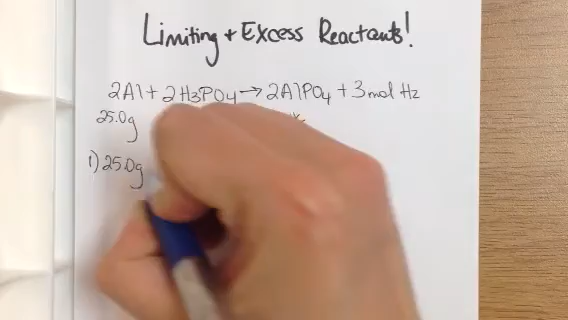 Limiting + Excess Reactants!
2Al + 2H3PO4 → 2AlPO4 + 3mol H2
25.0g
1) 25.0g